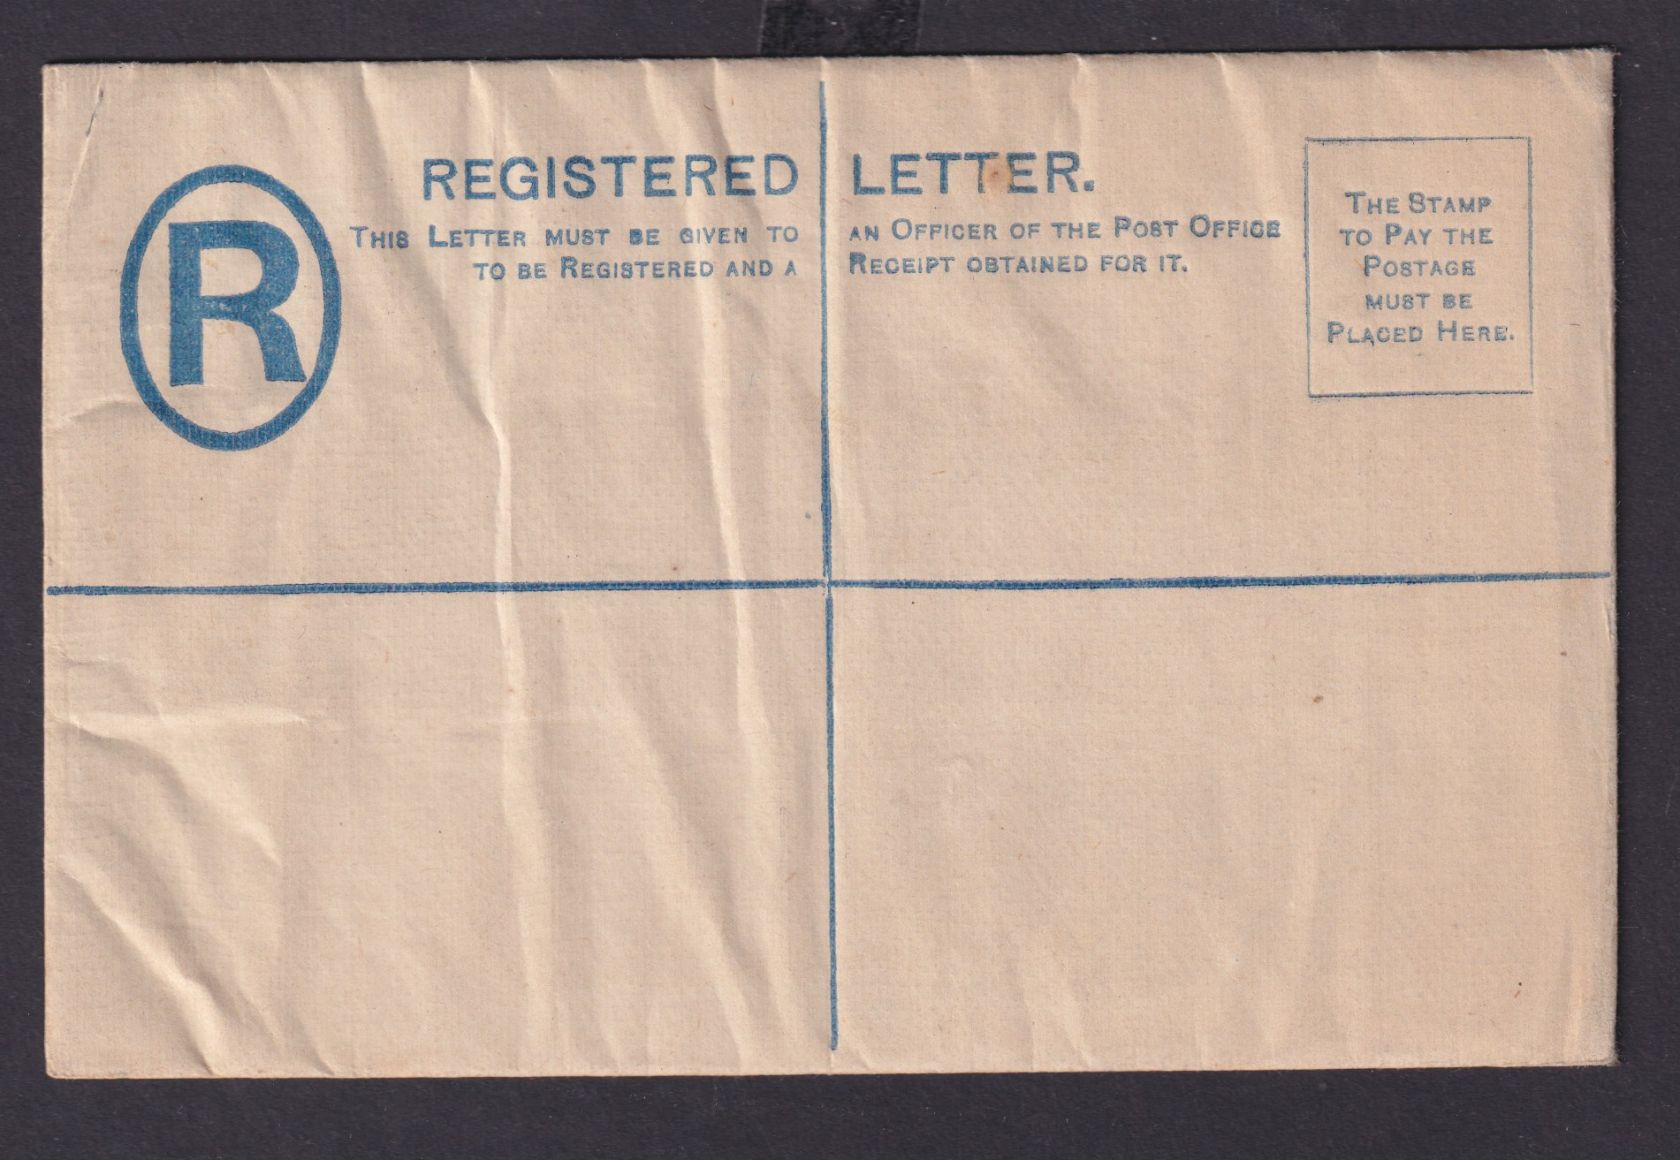 R
REGISTERED LETTER.
THIS LETTER MUST BE GIVEN TO AN OFFICER OF THE POST OFFICE
TO BE REGISTERED AND A RECEIPT OBTAINED FOR IT.
THE STAMP
TO PAY THE
POSTAGE
MUST BE
PLACED HERE.